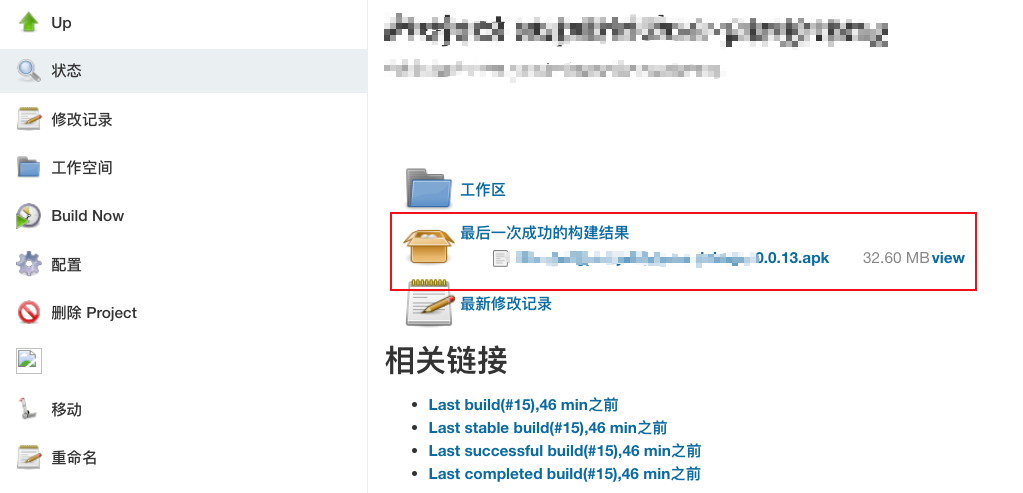 Up
状态
修改记录
工作空间
Build Now
配置
删除 Project
移动
重命名
工作区
最后一次成功的构建结果
0.0.13.apk 32.60 MB view
最新修改记录
相关链接
Last build(#15),46 min之前
Last stable build(#15),46 min之前
Last successful build(#15),46 min之前
Last completed build(#15),46 min之前